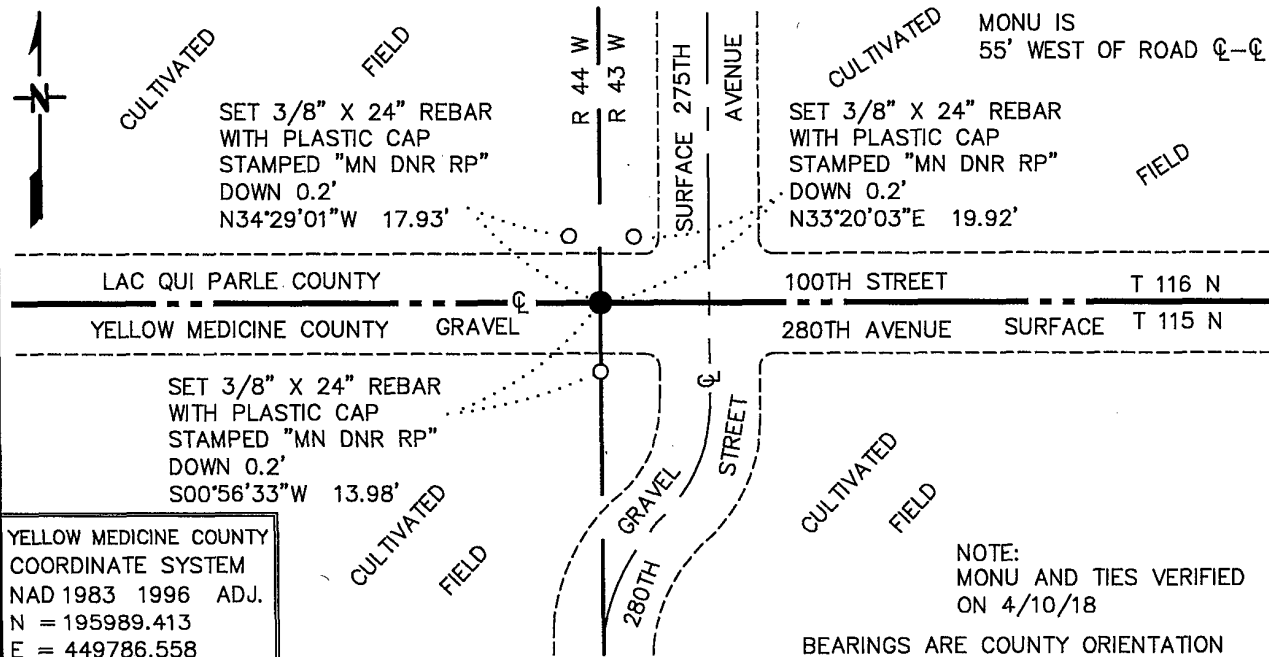 N
CULTIVATED
FIELD
SET 3/8" X 24" REBAR
WITH PLASTIC CAP
STAMPED "MN DNR RP"
DOWN 0.2'
N34°29'01"W 17.93'
R 44 W
R 43 W
SURFACE 275TH
AVENUE
CULTIVATED
FIELD
MONU IS
55' WEST OF ROAD ℄-℄
SET 3/8" X 24" REBAR
WITH PLASTIC CAP
STAMPED "MN DNR RP"
DOWN 0.2'
N33°20'03"E 19.92'
LAC QUI PARLE COUNTY
℄
100TH STREET
T 116 N
YELLOW MEDICINE COUNTY
GRAVEL
280TH AVENUE
SURFACE
T 115 N
SET 3/8" X 24" REBAR
WITH PLASTIC CAP
STAMPED "MN DNR RP"
DOWN 0.2'
S00°56'33"W 13.98'
℄
GRAVEL
280TH
STREET
CULTIVATED
FIELD
CULTIVATED
FIELD
YELLOW MEDICINE COUNTY
COORDINATE SYSTEM
NAD 1983 1996 ADJ.
N = 195989.413
E = 449786.558
NOTE:
MONU AND TIES VERIFIED
ON 4/10/18
BEARINGS ARE COUNTY ORIENTATION